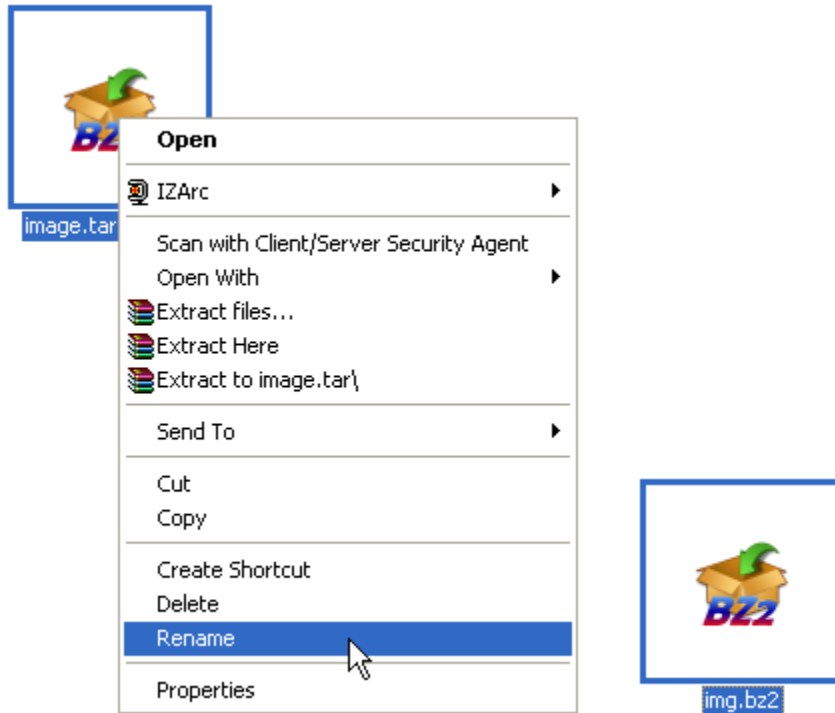 BZ
image.tar
Open
IZArc
Scan with Client/Server Security Agent
Open With
Extract files...
Extract Here
Extract to image.tar\
Send To
Cut
Copy
Create Shortcut
Delete
Rename
Properties
BZ2
img.bz2